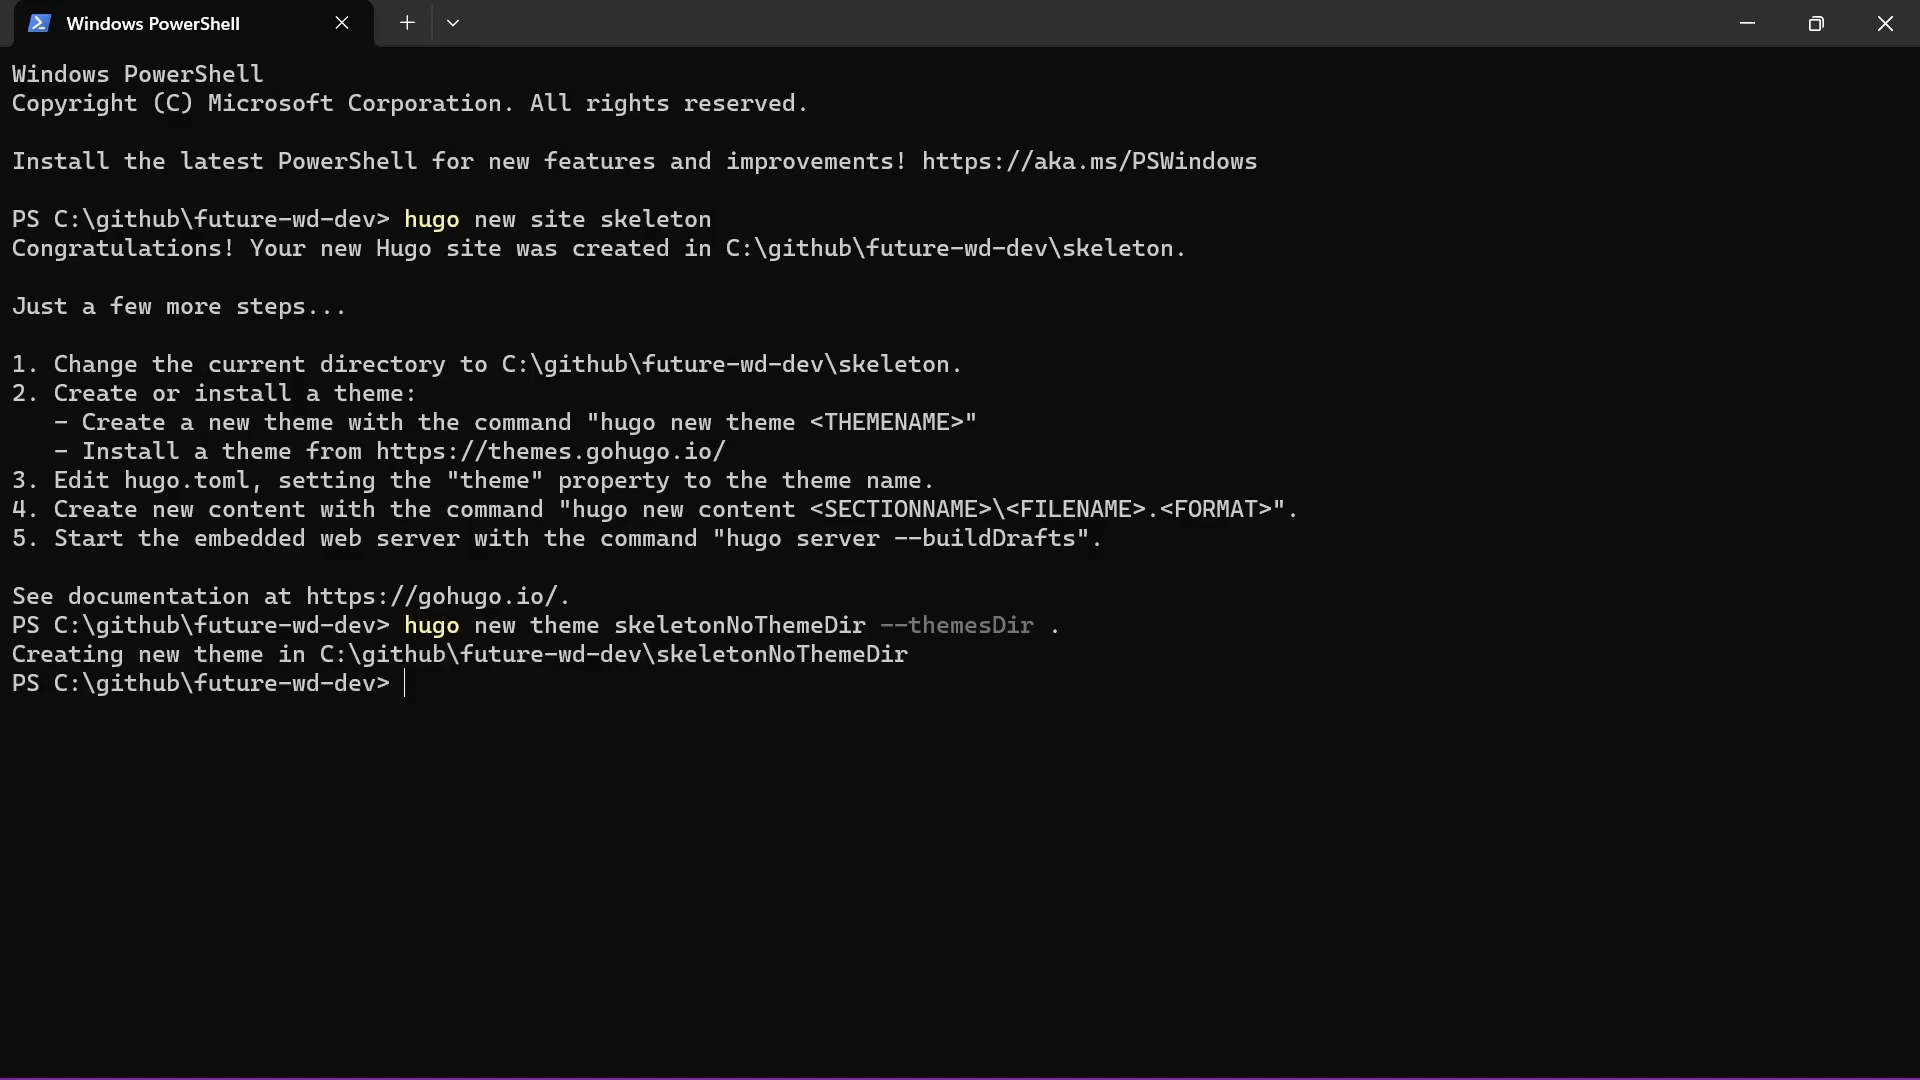 Windows PowerShell
Windows PowerShell
Copyright (C) Microsoft Corporation. All rights reserved.
Install the latest PowerShell for new features and improvements! https://aka.ms/PSWindows
PS C:\github\future-wd-dev> hugo new site skeleton
Congratulations! Your new Hugo site was created in C:\github\future-wd-dev\skeleton.
Just a few more steps...
1. Change the current directory to C:\github\future-wd-dev\skeleton.
2. Create or install a theme:
   - Create a new theme with the command "hugo new theme <THEMENAME>"
   - Install a theme from https://themes.gohugo.io/
3. Edit hugo.toml, setting the "theme" property to the theme name.
4. Create new content with the command "hugo new content <SECTIONNAME>\<FILENAME>.<FORMAT>".
5. Start the embedded web server with the command "hugo server --buildDrafts".
See documentation at https://gohugo.io/.
PS C:\github\future-wd-dev> hugo new theme skeletonNoThemeDir --themesDir .
Creating new theme in C:\github\future-wd-dev\skeletonNoThemeDir
PS C:\github\future-wd-dev>